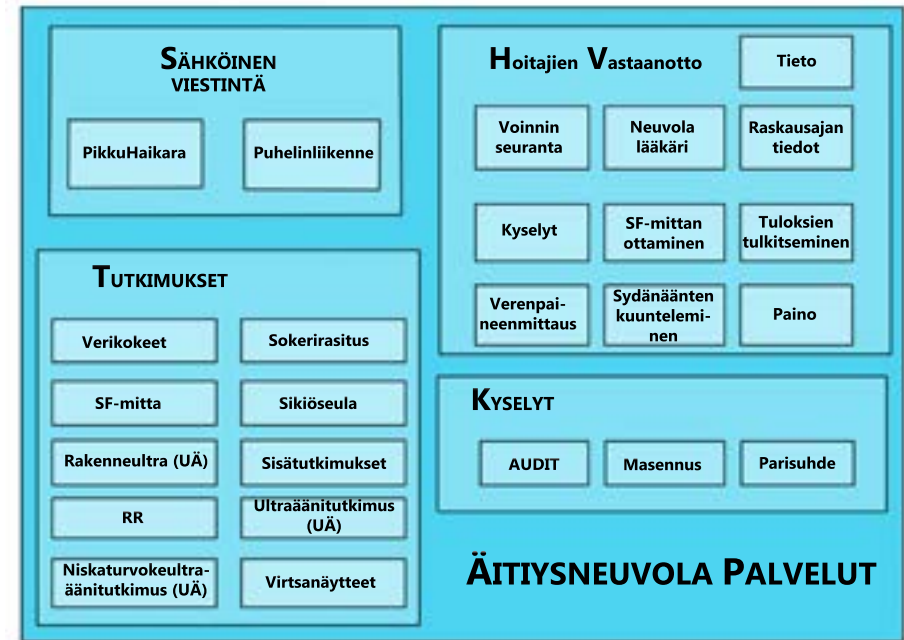 SÄHKÖINEN
VIESTINTÄ
PikkuHaikara
Puhelinliikenne
Hoitajien Vastaanotto
Tieto
Voinnin
seuranta
Neuvola
lääkäri
Raskausajan
tiedot
Kyselyt
SF-mittan
ottaminen
Tuloksien
tulkitseminen
Verenpai-
neenmittaus
Sydänäänten
kuuntelemi-
nen
Paino
TUTKIMUKSET
Verikokeet
Sokerirasitus
SF-mitta
Sikiöseula
Rakenneultra (UÄ)
Sisätutkimukset
RR
Ultraäänitutkimus
(UÄ)
Niskaturvokeultra-
äänitutkimus (UÄ)
Virtsanäytteet
KYSELYT
AUDIT
Masennus
Parisuhde
ÄITIYSNEUVOLA PALVELUT